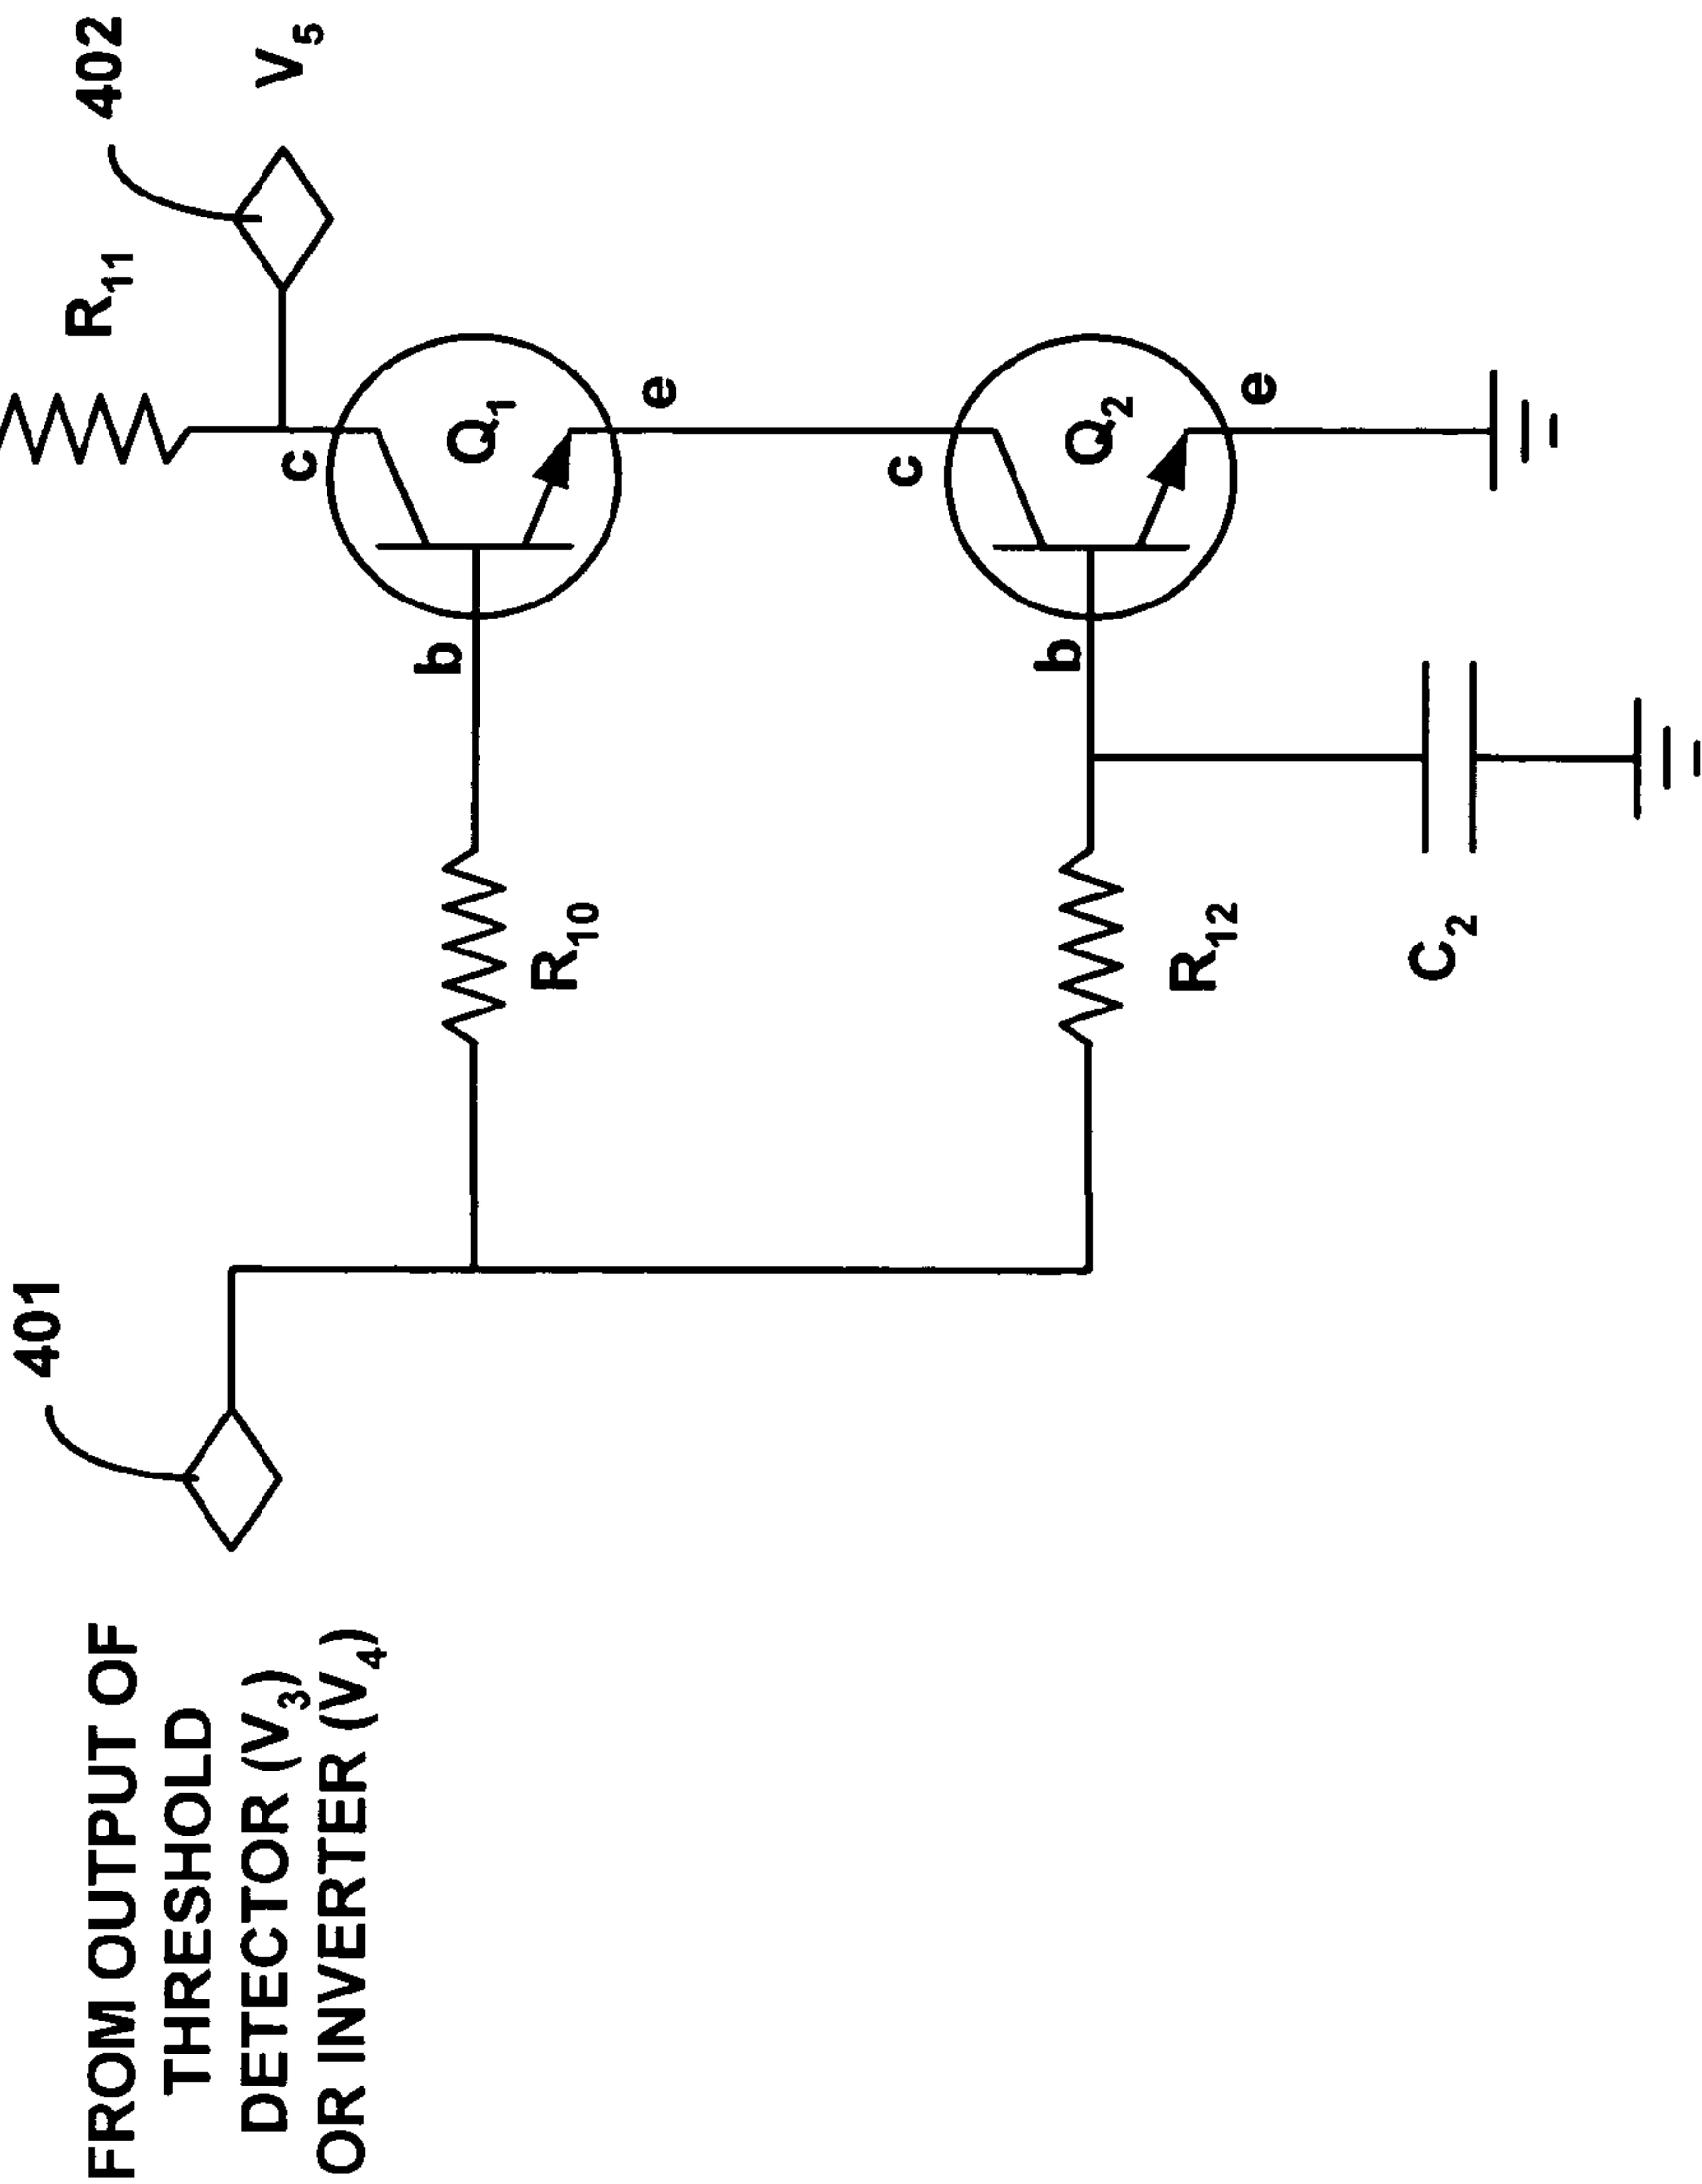 FROM OUTPUT OF
THRESHOLD
DETECTOR (V3)
OR INVERTER (V4)
401
R10
R12
C2
b
b
c
Q1
e
c
Q2
e
R11
402
V5